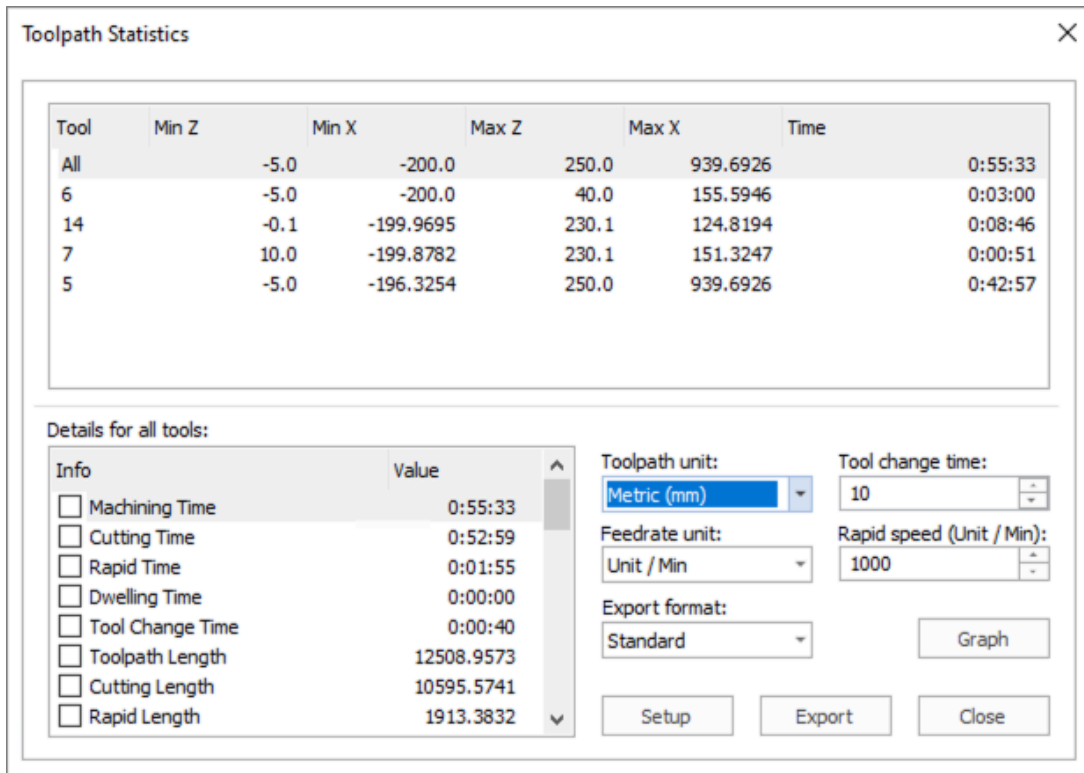 Toolpath Statistics
Tool Min Z Min X Max Z Max X Time
All -5.0 -200.0 250.0 939.6926 0:55:33
6 -5.0 -200.0 40.0 155.5946 0:03:00
14 -0.1 -199.9695 230.1 124.8194 0:08:46
7 10.0 -199.8782 230.1 151.3247 0:00:51
5 -5.0 -196.3254 250.0 939.6926 0:42:57
Details for all tools:
Info Value
Machining Time 0:55:33
Cutting Time 0:52:59
Rapid Time 0:01:55
Dwelling Time 0:00:00
Tool Change Time 0:00:40
Toolpath Length 12508.9573
Cutting Length 10595.5741
Rapid Length 1913.3832
Toolpath unit: Tool change time:
Metric (mm) 10
Feedrate unit: Rapid speed (Unit / Min):
Unit / Min 1000
Export format:
Standard Graph
Setup Export Close